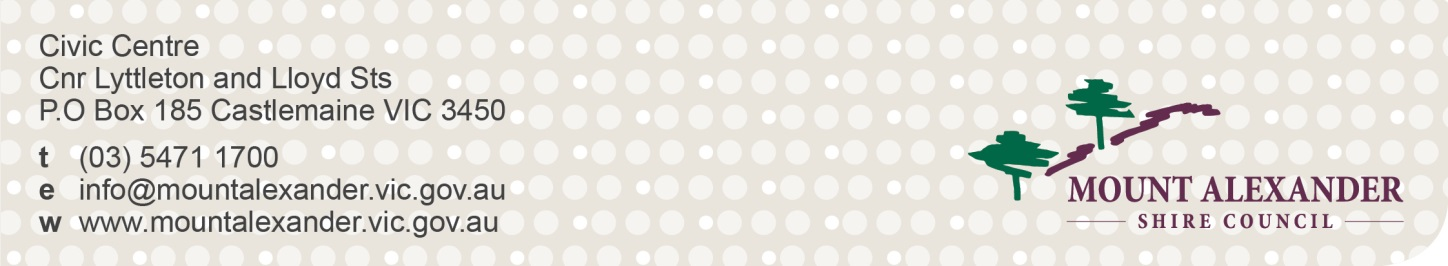 Civic Centre
Cnr Lyttleton and Lloyd Sts
P.O Box 185 Castlemaine VIC 3450
t (03) 5471 1700
e info@mountalexander.vic.gov.au
w www.mountalexander.vic.gov.au
MOUNT ALEXANDER
SHIRE COUNCIL